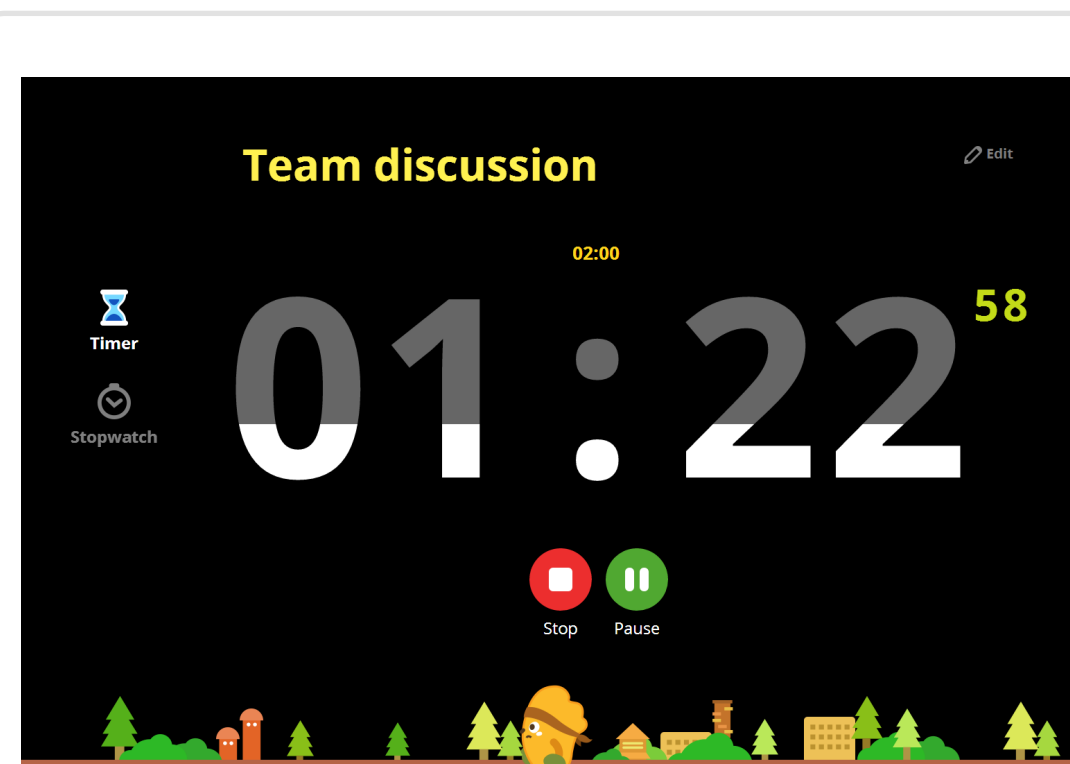 Team discussion
Edit
02:00
01:22
58
Timer
Stopwatch
Stop
Pause